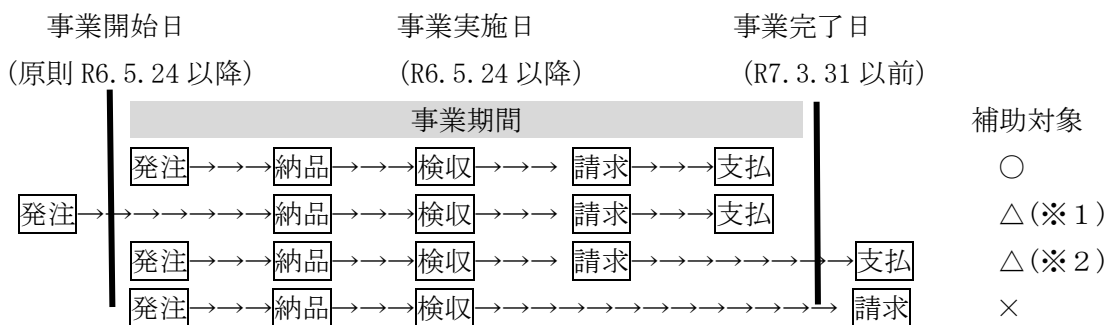 事業開始日 事業実施日 事業完了日
(原則 R6.5.24 以降) (R6.5.24 以降) (R7.3.31 以前)
事業期間 補助対象
発注→→→納品→→→検収→→→ 請求→→→支払 ○
発注→→→→→→→納品→→→検収→→→ 請求→→→支払 △(※1)
発注→→→納品→→→検収→→→ 請求→→→→→→→→支払 △(※2)
発注→→→納品→→→検収→→→→→→→→→→→→→ 請求 ×